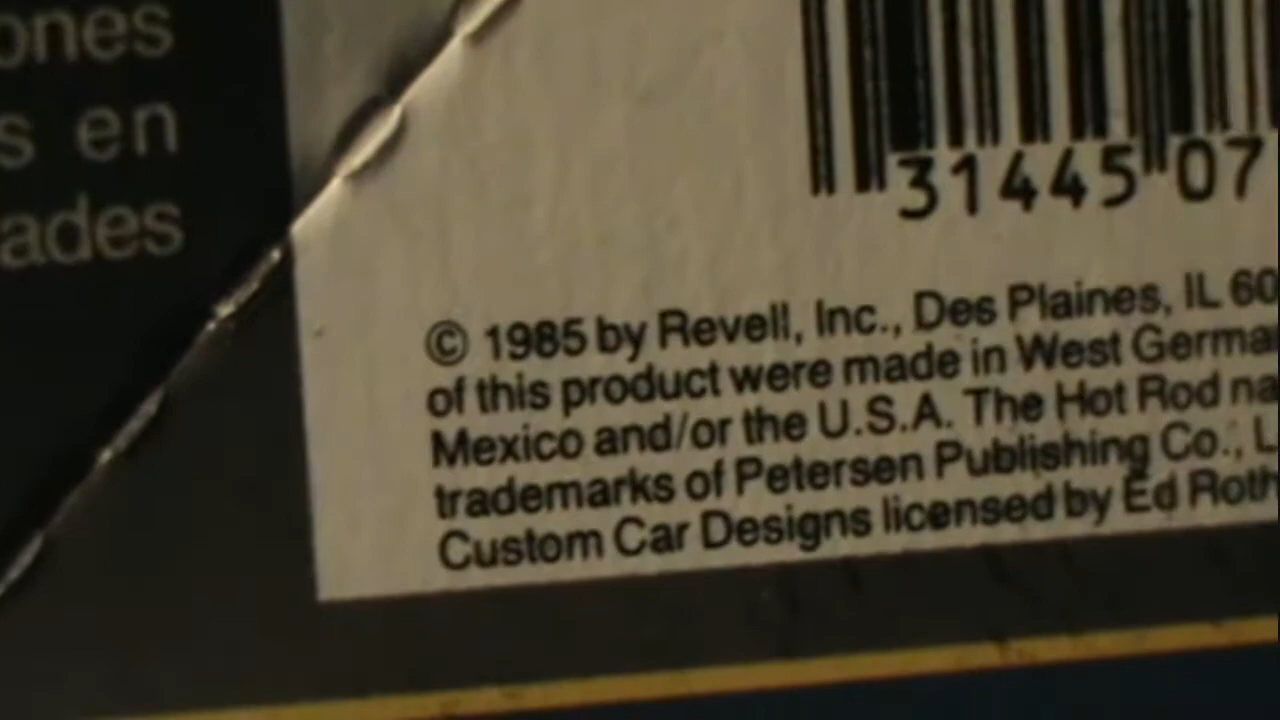 ones
s en
ades
31445 07
© 1985 by Revell, Inc., Des Plaines, IL 60
of this product were made in West Germa
Mexico and/or the U.S.A. The Hot Rod na
trademarks of Petersen Publishing Co., L
Custom Car Designs licensed by Ed Roth